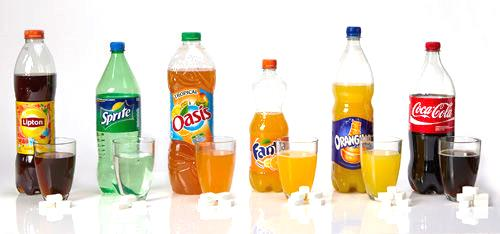 Lipton
Sprite
TROPICAL
Oasis
Fanta
ORANGINA
Coca-Cola